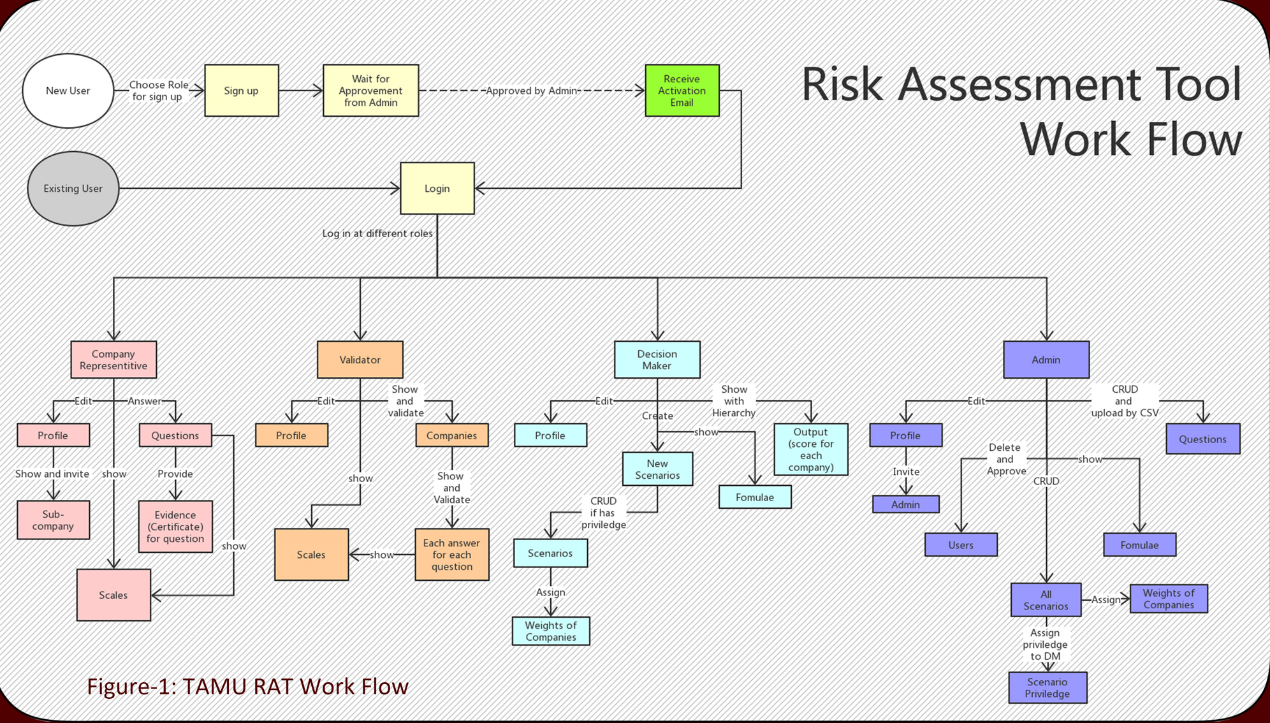 Risk Assessment Tool
Work Flow
New User
Choose Role
for sign up
Sign up
Wait for
Approvement
from Admin
Approved by Admin
Receive
Activation
Email
Existing User
Login
Log in at different roles
Company
Representitive
Edit
Answer
Profile
Questions
Show and invite
show
Provide
Sub-
company
Evidence
(Certificate)
for question
show
Scales
Validator
Edit
Show
and
validate
Profile
Companies
show
Show
and
Validate
Scales
show
Each answer
for each
question
Decision
Maker
Edit
Create
Show
with
Hierarchy
show
Profile
New
Scenarios
Output
(score for
each
company)
Fomulae
CRUD
if has
priviledge
Scenarios
Assign
Weights of
Companies
Admin
Edit
CRUD
and
upload by CSV
Profile
Questions
Invite
Admin
Delete
and
Approve
CRUD
show
Users
Fomulae
All
Scenarios
Assign
Weights of
Companies
Assign
priviledge
to DM
Scenario
Priviledge
Figure-1: TAMU RAT Work Flow